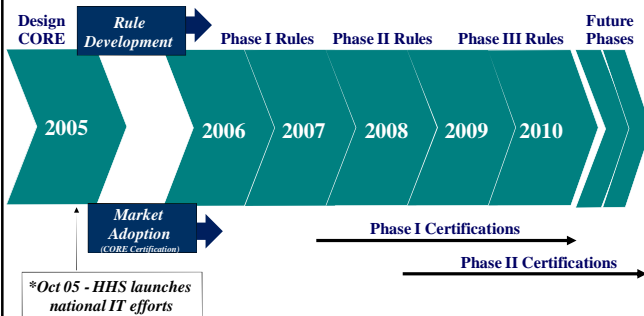 Design
CORE
Rule
Development
Phase I Rules
Phase II Rules
Phase III Rules
Future
Phases
2005
2006
2007
2008
2009
2010
Market
Adoption
(CORE Certification)
Phase I Certifications
Phase II Certifications
*Oct 05 - HHS launches
national IT efforts